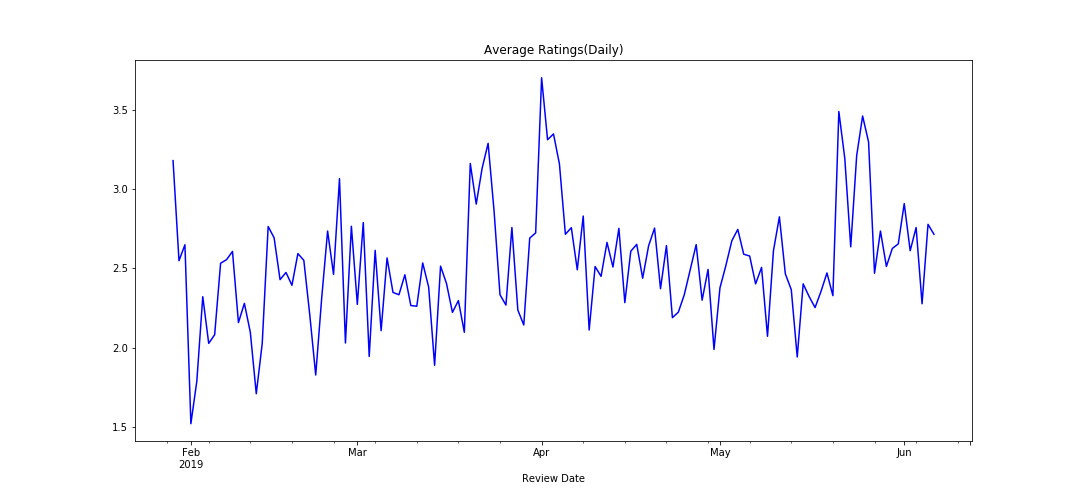 Average Ratings(Daily)
3.5
3.0
2.5
2.0
1.5
Feb
2019
Mar
Apr
May
Jun
Review Date